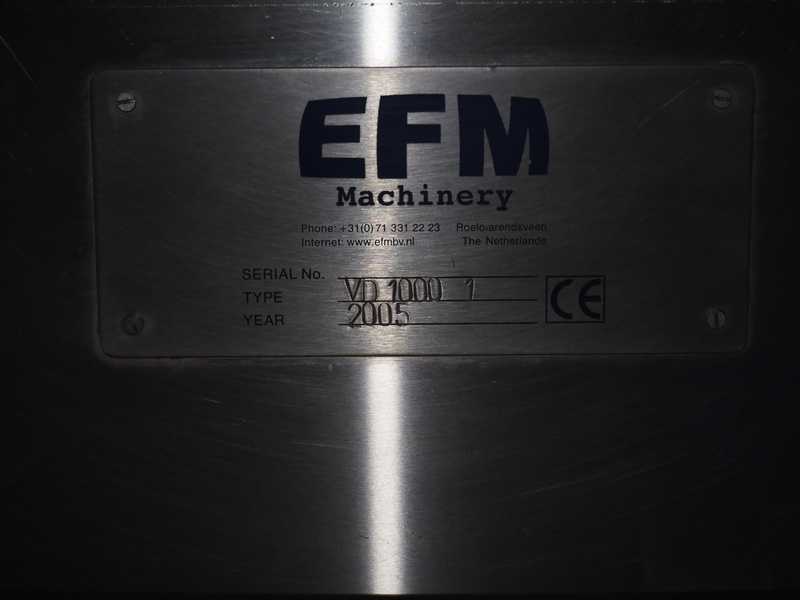 EFM
Machinery
Phone: +31(0) 71 331 22 23 Roelofarendsveen
Internet: www.efmbv.nl The Netherlands
SERIAL No.
TYPE VD 1000 1
YEAR 2005
CE